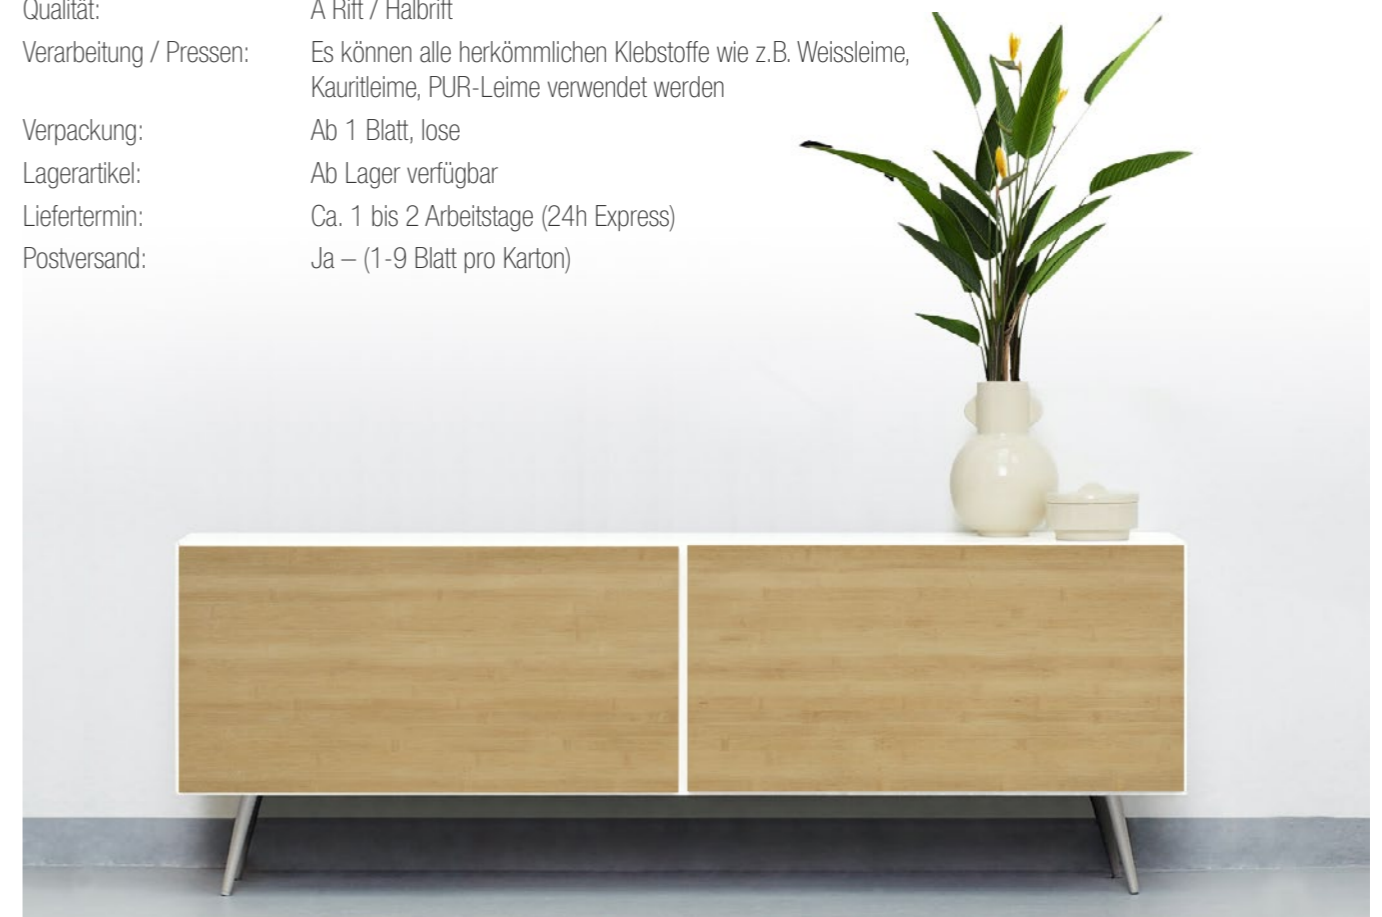 Qualität: A Rift / Halbrift
Verarbeitung / Pressen: Es können alle herkömmlichen Klebstoffe wie z.B. Weissleime,
Kauritleime, PUR-Leime verwendet werden
Verpackung: Ab 1 Blatt, lose
Lagerartikel: Ab Lager verfügbar
Liefertermin: Ca. 1 bis 2 Arbeitstage (24h Express)
Postversand: Ja – (1-9 Blatt pro Karton)